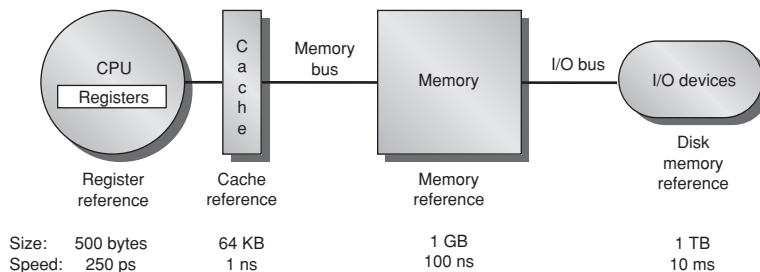 CPU
Registers
Cache
Memory
bus
Memory
I/O bus
I/O devices
Register
reference
Cache
reference
Memory
reference
Disk
memory
reference
Size: 500 bytes 64 KB 1 GB 1 TB
Speed: 250 ps 1 ns 100 ns 10 ms